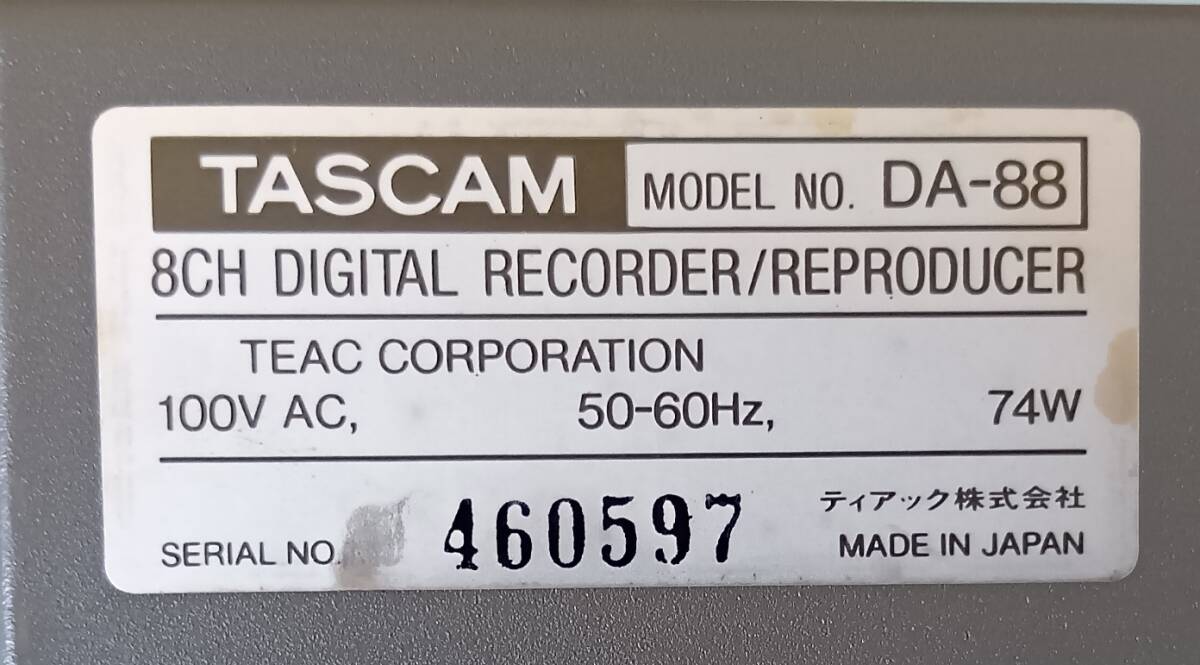 TASCAM MODEL NO. DA-88
8CH DIGITAL RECORDER/REPRODUCER
TEAC CORPORATION
100V AC, 50-60Hz, 74W
ティアック株式会社
SERIAL NO. 460597 MADE IN JAPAN